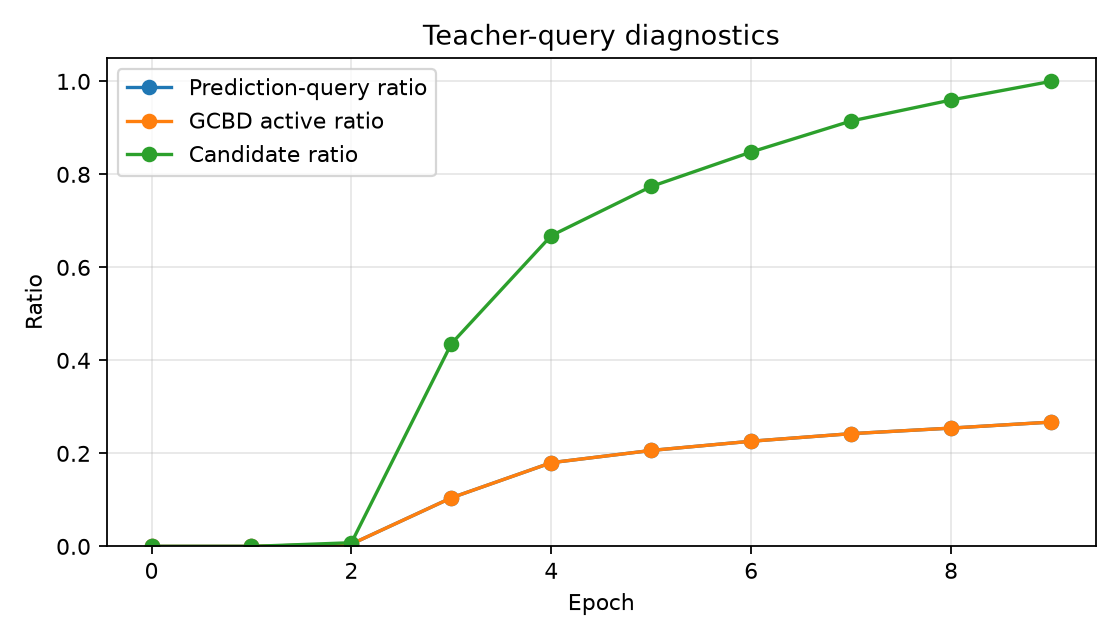 Teacher-query diagnostics
Prediction-query ratio
GCBD active ratio
Candidate ratio
1.0
0.8
0.6
0.4
0.2
0.0
Ratio
0 2 4 6 8
Epoch